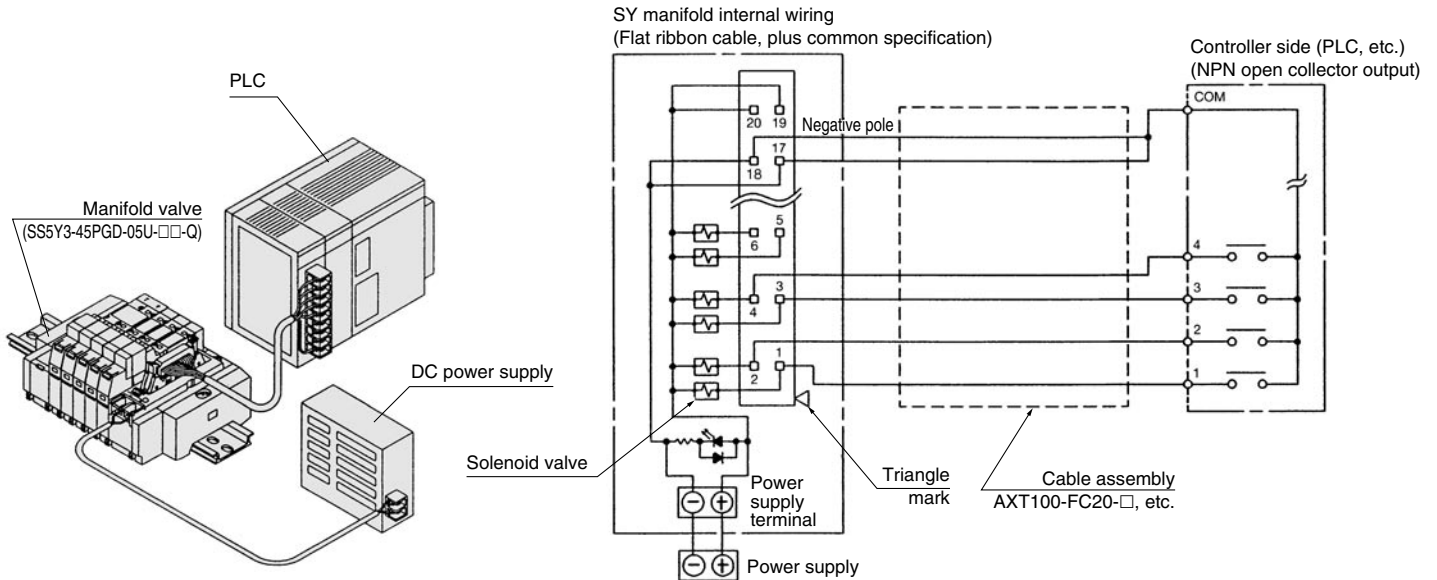 SY manifold internal wiring
(Flat ribbon cable, plus common specification)
Controller side (PLC, etc.)
(NPN open collector output)
PLC
COM
20 19
Negative pole
17
18
Manifold valve
(SS5Y3-45PGD-05U-□□-Q)
5
6
4
3
3
4
2
1
2
1
DC power supply
Solenoid valve
Triangle
mark
Cable assembly
AXT100-FC20-□, etc.
Power
supply
terminal
− +
− + Power supply